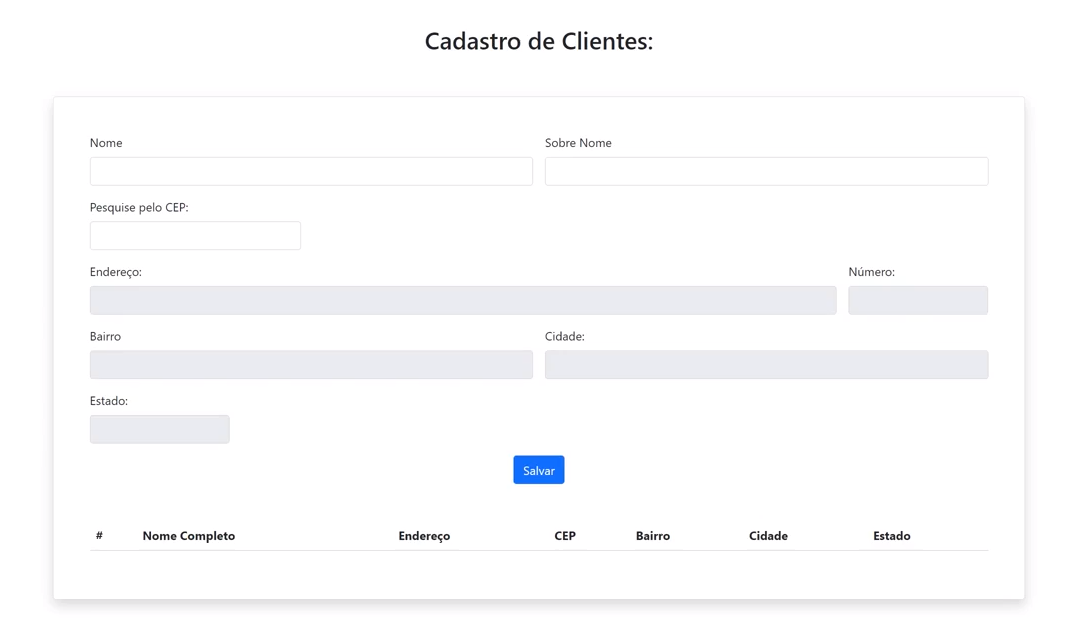 Cadastro de Clientes:
Nome Sobre Nome
Pesquise pelo CEP:
Endereço: Número:
Bairro Cidade:
Estado:
Salvar
# Nome Completo Endereço CEP Bairro Cidade Estado